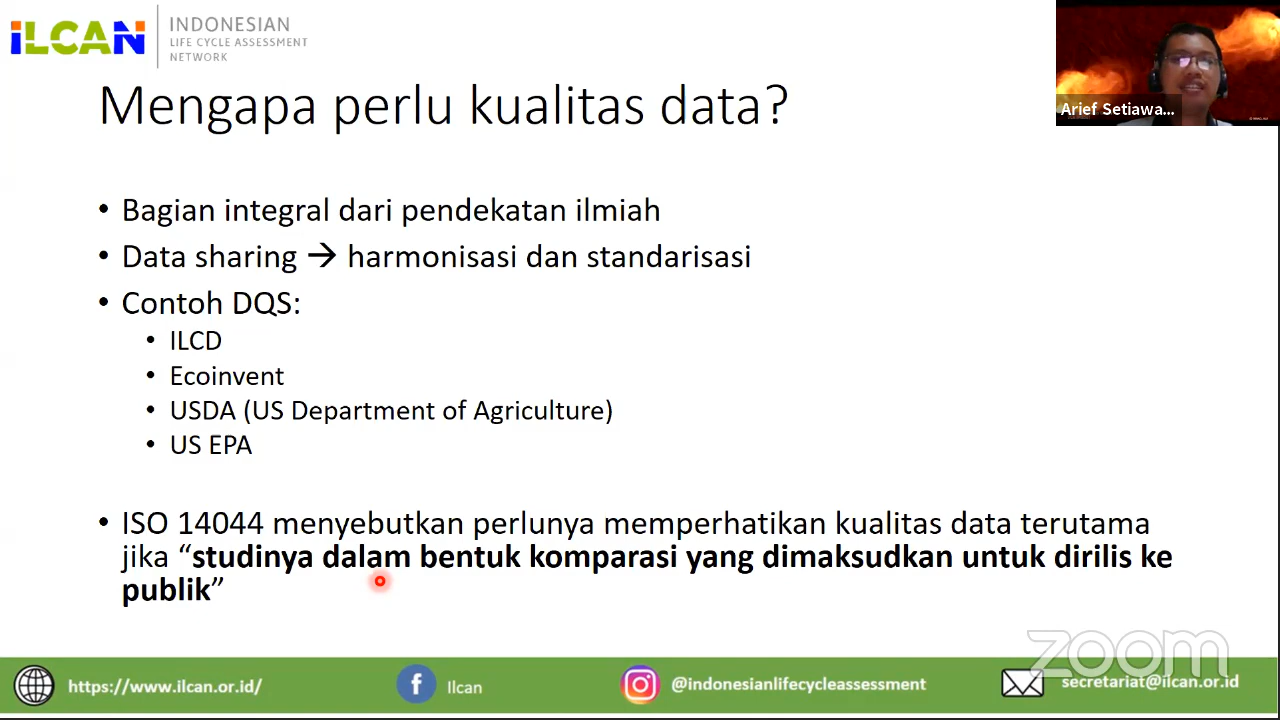 iLCAN
INDONESIAN
LIFE CYCLE ASSESSMENT
NETWORK
Arief Setiawa...
Mengapa perlu kualitas data?
• Bagian integral dari pendekatan ilmiah
• Data sharing → harmonisasi dan standarisasi
• Contoh DQS:
• ILCD
• Ecoinvent
• USDA (US Department of Agriculture)
• US EPA
• ISO 14044 menyebutkan perlunya memperhatikan kualitas data terutama
jika “studinya dalam bentuk komparasi yang dimaksudkan untuk dirilis ke
publik”
zoom
https://www.ilcan.or.id/
Ilcan
@indonesianlifecycleassessment
secretariat@ilcan.or.id